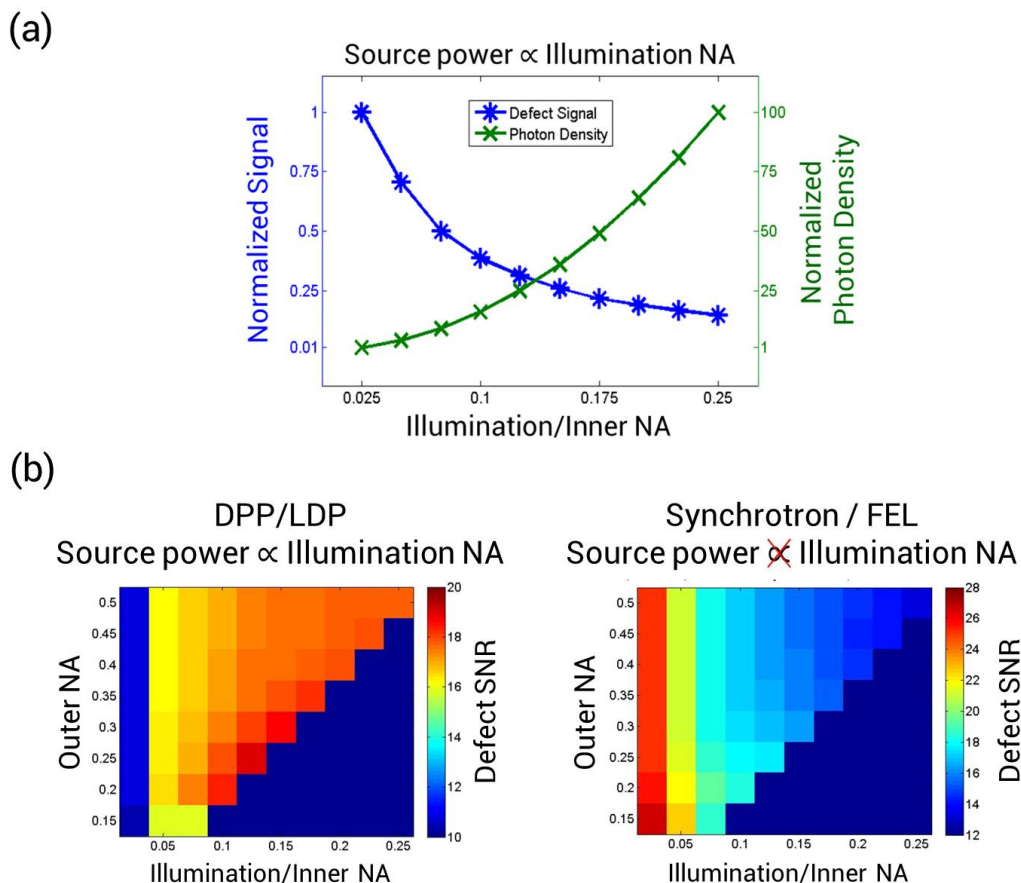 (a)
Source power ∝ Illumination NA
Normalized Signal
1
0.75
0.5
0.25
0.01
Defect Signal
Photon Density
100
75
50
25
1
Normalized
Photon Density
0.025
0.1
0.175
0.25
Illumination/Inner NA
(b)
DPP/LDP
Source power ∝ Illumination NA
Outer NA
0.5
0.45
0.4
0.35
0.3
0.25
0.2
0.15
0.05
0.1
0.15
0.2
0.25
Illumination/Inner NA
20
18
16
14
12
10
Defect SNR
Synchrotron / FEL
Source power ∝ Illumination NA
Outer NA
0.5
0.45
0.4
0.35
0.3
0.25
0.2
0.15
0.05
0.1
0.15
0.2
0.25
Illumination/Inner NA
28
26
24
22
20
18
16
14
12
Defect SNR